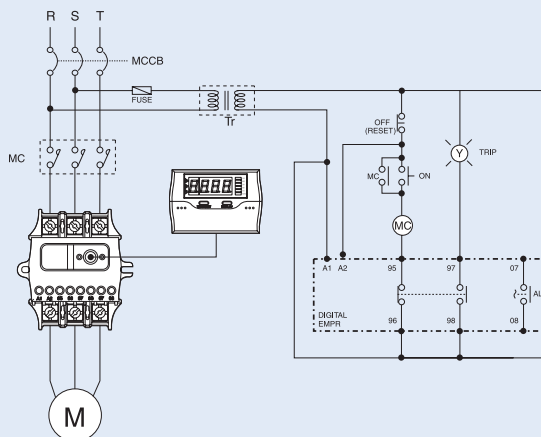 R S T
MCCB
FUSE
Tr
OFF
(RESET)
Y
TRIP
MC
MC
ON
MC
A1 A2 95 97 07
DIGITAL
EMPR
96 98 08
M